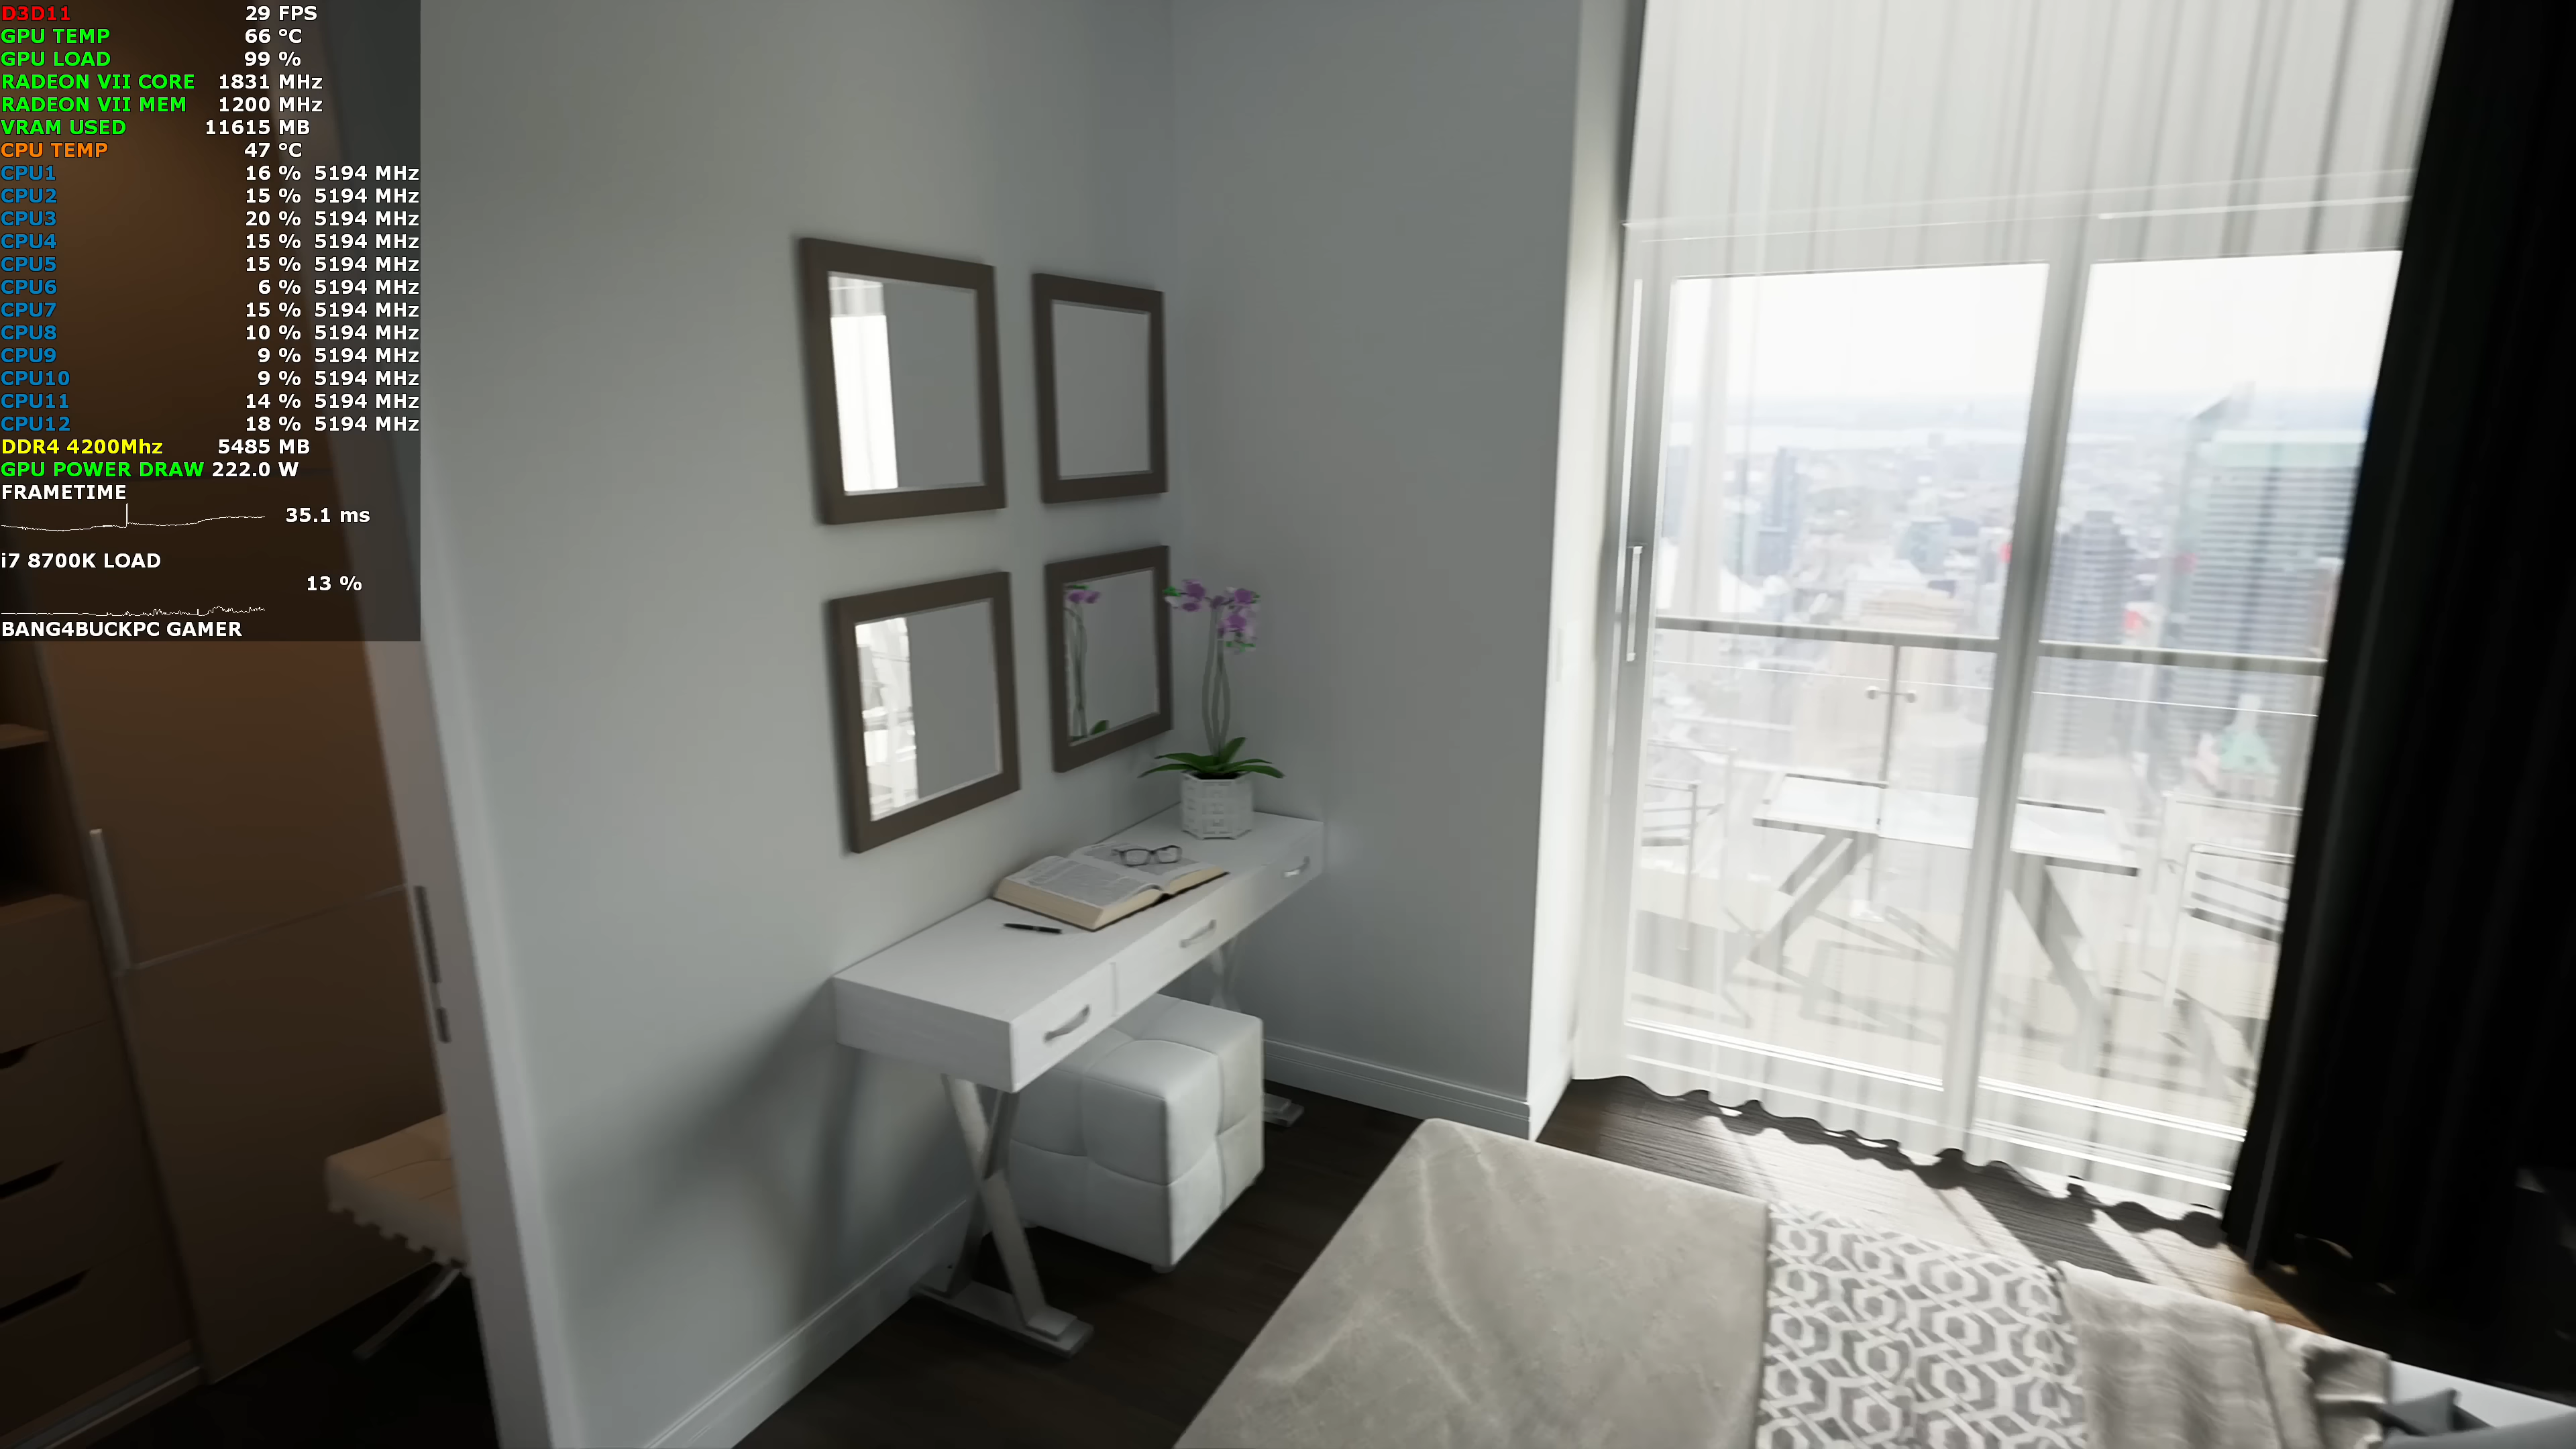 D3D11 29 FPS
GPU TEMP 66 °C
GPU LOAD 99 %
RADEON VII CORE 1831 MHz
RADEON VII MEM 1200 MHz
VRAM USED 11615 MB
CPU TEMP 47 °C
CPU1 16 % 5194 MHz
CPU2 15 % 5194 MHz
CPU3 20 % 5194 MHz
CPU4 15 % 5194 MHz
CPU5 15 % 5194 MHz
CPU6 6 % 5194 MHz
CPU7 15 % 5194 MHz
CPU8 10 % 5194 MHz
CPU9 9 % 5194 MHz
CPU10 9 % 5194 MHz
CPU11 14 % 5194 MHz
CPU12 18 % 5194 MHz
DDR4 4200Mhz 5485 MB
GPU POWER DRAW 222.0 W
FRAMETIME
35.1 ms
i7 8700K LOAD
13 %
BANG4BUCKPC GAMER